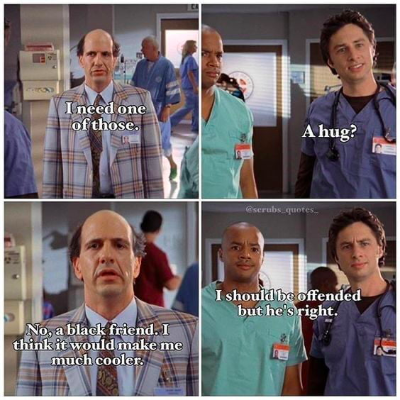 I need one
of those.
A hug?
@scrubs_quotes_
No, a black friend. I
think it would make me
much cooler.
I should be offended
but he's right.